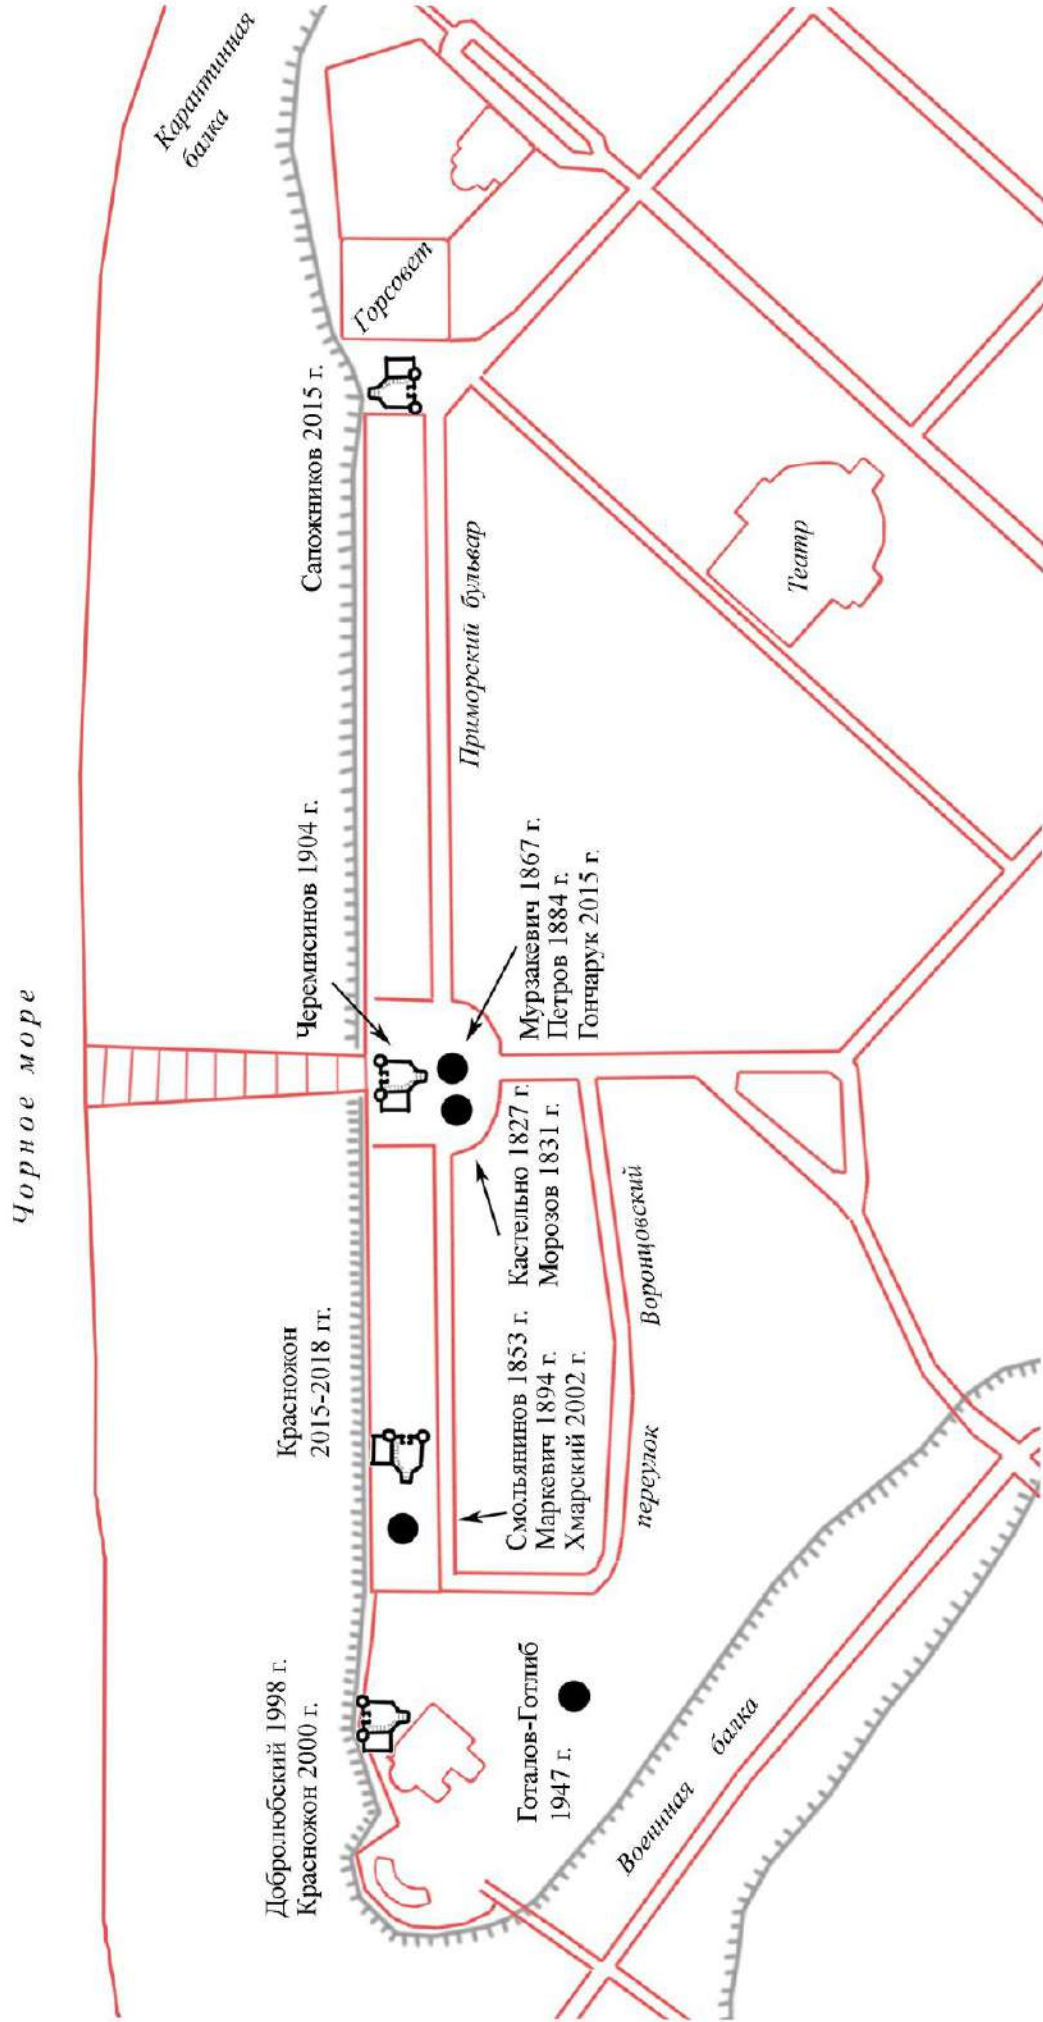 Чорное море
Карантинная
балка
Добролюбский 1998 г.
Красножон 2000 г.
Красножон
2015-2018 гг.
Черемисинов 1904 г.
Сапожников 2015 г.
Горсовет
Приморский бульвар
Готалов-Готлиб
1947 г.
Смольянинов 1853 г.
Маркевич 1894 г.
Хмарский 2002 г.
Кастельно 1827 г.
Морозов 1831 г.
Мурзакевич 1867 г.
Петров 1884 г.
Гончарук 2015 г.
переулок
Воронцовский
Театр
Военнная
балка